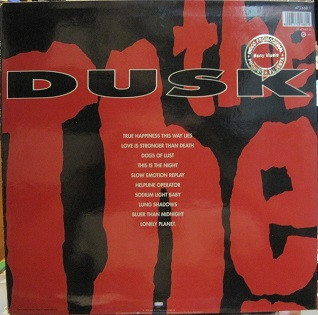 the
DUSK
the
TRUE HAPPINESS THIS WAY LIES
LOVE IS STRONGER THAN DEATH
DOGS OF LUST
THIS IS THE NIGHT
SLOW EMOTION REPLAY
HELPLINE OPERATOR
SODIUM LIGHT BABY
LUNG SHADOWS
BLUER THAN MIDNIGHT
LONELY PLANET.